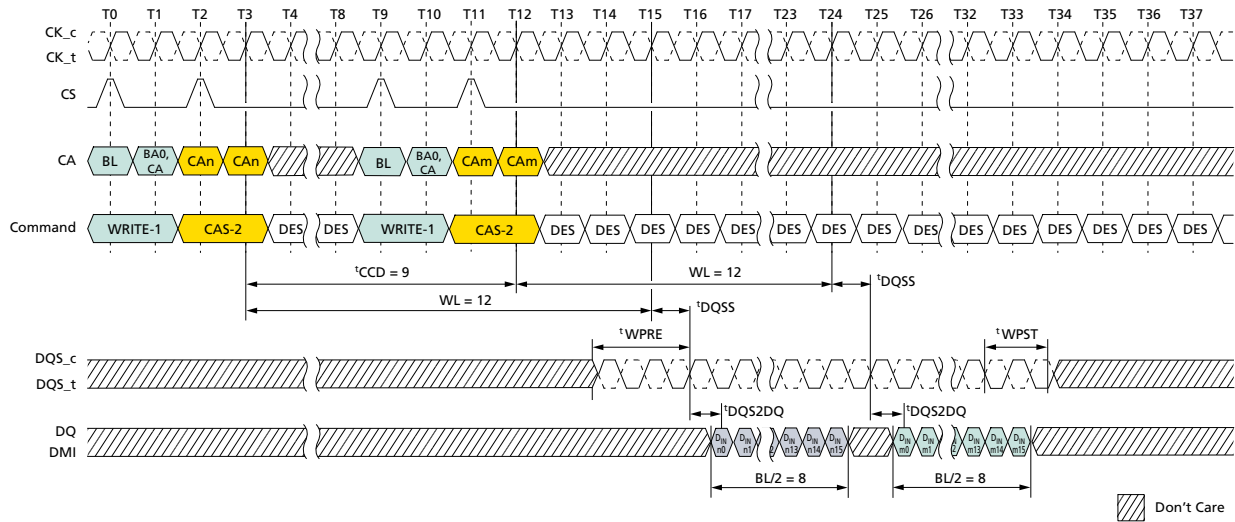 T0 T1 T2 T3 T4 T8 T9 T10 T11 T12 T13 T14 T15 T16 T17 T23 T24 T25 T26 T32 T33 T34 T35 T36 T37
CK_c
CK_t
CS
CA BL BA0, CA CAn CAn BL BA0, CA CAm CAm
Command WRITE-1 CAS-2 DES DES WRITE-1 CAS-2 DES DES DES DES DES DES DES DES DES DES DES DES DES DES DES
tCCD = 9 WL = 12 tDQSS
WL = 12 tDQSS
tWPRE tWPST
DQS_c
DQS_t
tDQS2DQ tDQS2DQ
DQ
DMI
DIN n0 DIN n1 DIN n13 DIN n14 DIN n15 DIN m0 DIN m1 DIN m13 DIN m14 DIN m15
BL/2 = 8 BL/2 = 8
Don't Care